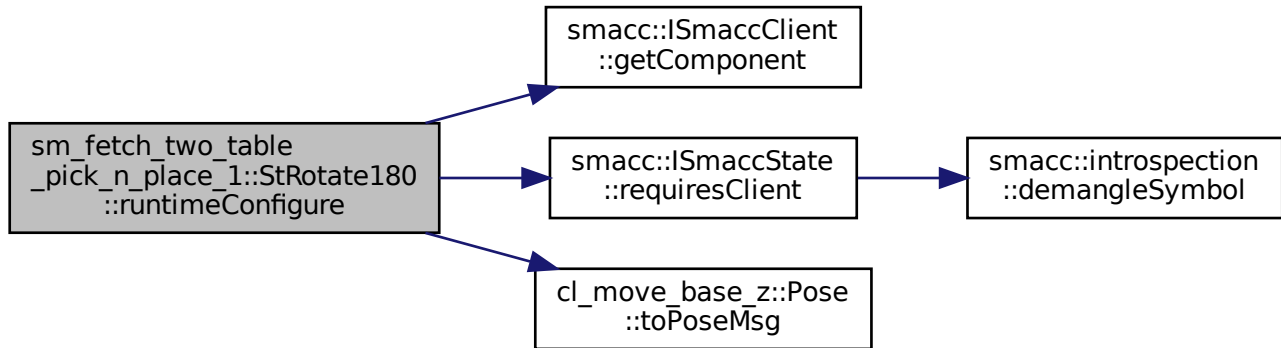 smacc::ISmaccClient
::getComponent
sm_fetch_two_table
_pick_n_place_1::StRotate180
::runtimeConfigure
smacc::ISmaccState
::requiresClient
smacc::introspection
::demangleSymbol
cl_move_base_z::Pose
::toPoseMsg